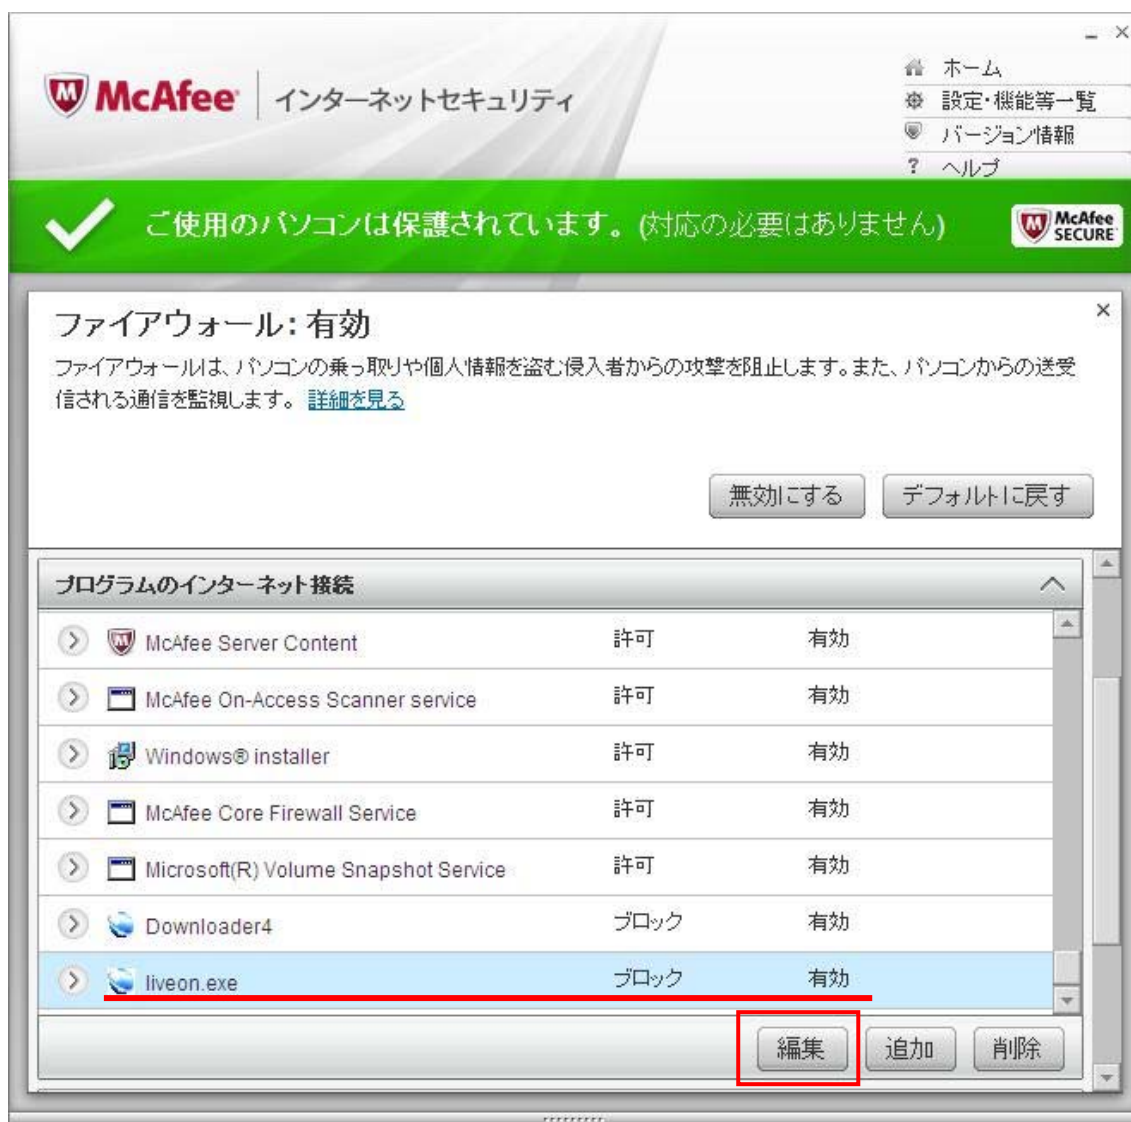 McAfee インターネットセキュリティ
ホーム
設定・機能等一覧
バージョン情報
? ヘルプ
ご使用のパソコンは保護されています。(対応の必要はありません)
McAfee
SECURE
ファイアウォール: 有効
ファイアウォールは、パソコンの乗っ取りや個人情報を盗む侵入者からの攻撃を阻止します。また、パソコンからの送受
信される通信を監視します。 詳細を見る
無効にする デフォルトに戻す
プログラムのインターネット接続
McAfee Server Content 許可 有効
McAfee On-Access Scanner service 許可 有効
Windows® installer 許可 有効
McAfee Core Firewall Service 許可 有効
Microsoft(R) Volume Snapshot Service 許可 有効
Downloader4 ブロック 有効
liveon.exe ブロック 有効
編集 追加 削除